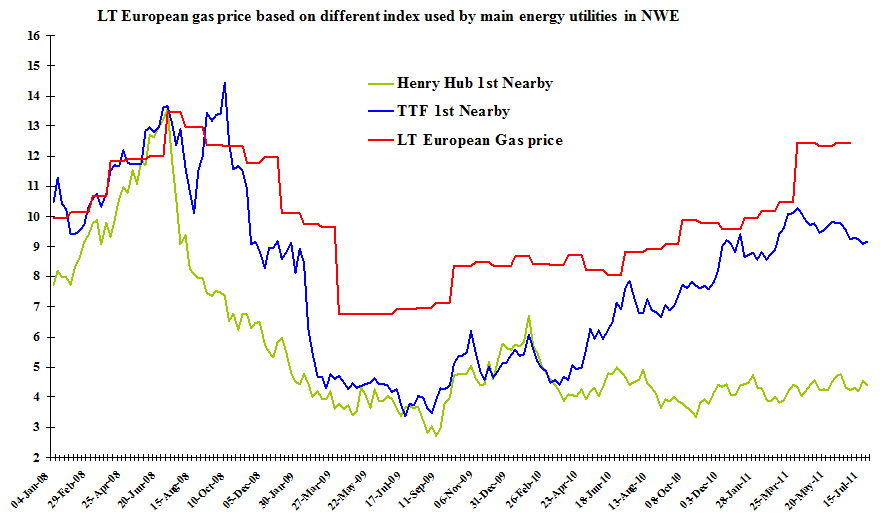 LT European gas price based on different index used by main energy utilities in NWE
16
15
14
13
12
11
10
9
8
7
6
5
4
3
2
Henry Hub 1st Nearby
TTF 1st Nearby
LT European Gas price
04-Jan-08
29-Feb-08
25-Apr-08
20-Jun-08
15-Aug-08
10-Oct-08
05-Dec-08
30-Jan-09
27-Mar-09
22-May-09
17-Jul-09
11-Sep-09
06-Nov-09
31-Dec-09
26-Feb-10
23-Apr-10
18-Jun-10
13-Aug-10
08-Oct-10
03-Dec-10
28-Jan-11
25-Mar-11
20-May-11
15-Jul-11